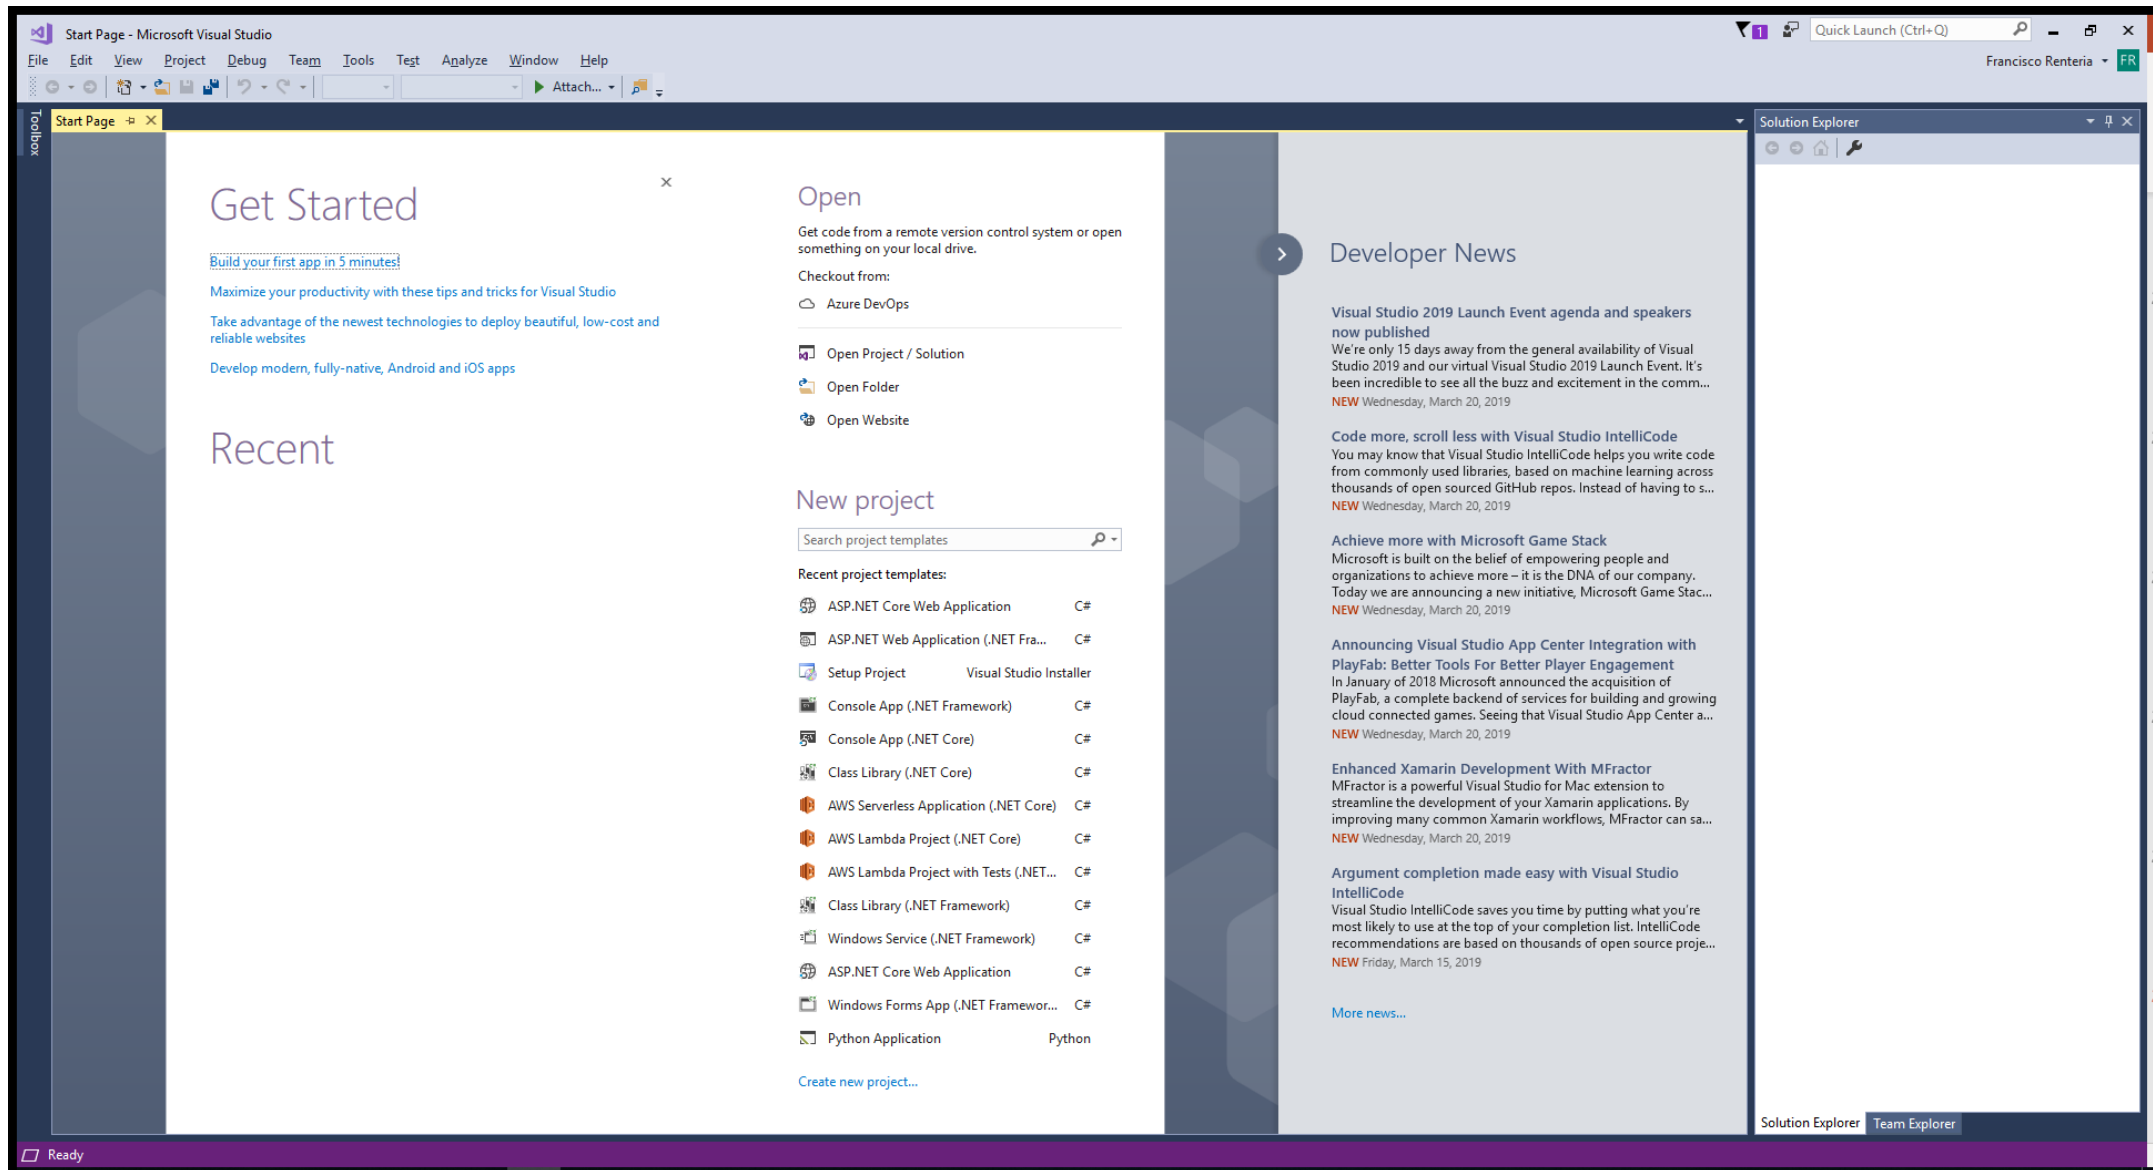 Start Page - Microsoft Visual Studio
1
Quick Launch (Ctrl+Q)
File Edit View Project Debug Team Tools Test Analyze Window Help
Francisco Renteria FR
Attach...
Toolbox
Start Page
Solution Explorer
Get Started
Build your first app in 5 minutes!
Maximize your productivity with these tips and tricks for Visual Studio
Take advantage of the newest technologies to deploy beautiful, low-cost and
reliable websites
Develop modern, fully-native, Android and iOS apps
Recent
Open
Get code from a remote version control system or open
something on your local drive.
Checkout from:
Azure DevOps
Open Project / Solution
Open Folder
Open Website
New project
Search project templates
Recent project templates:
ASP.NET Core Web Application C#
ASP.NET Web Application (.NET Fra... C#
Setup Project Visual Studio Installer
Console App (.NET Framework) C#
Console App (.NET Core) C#
Class Library (.NET Core) C#
AWS Serverless Application (.NET Core) C#
AWS Lambda Project (.NET Core) C#
AWS Lambda Project with Tests (.NET... C#
Class Library (.NET Framework) C#
Windows Service (.NET Framework) C#
ASP.NET Core Web Application C#
Windows Forms App (.NET Framewor... C#
Python Application Python
Create new project...
Developer News
Visual Studio 2019 Launch Event agenda and speakers
now published
We're only 15 days away from the general availability of Visual
Studio 2019 and our virtual Visual Studio 2019 Launch Event. It's
been incredible to see all the buzz and excitement in the comm...
NEW Wednesday, March 20, 2019
Code more, scroll less with Visual Studio IntelliCode
You may know that Visual Studio IntelliCode helps you write code
from commonly used libraries, based on machine learning across
thousands of open sourced GitHub repos. Instead of having to s...
NEW Wednesday, March 20, 2019
Achieve more with Microsoft Game Stack
Microsoft is built on the belief of empowering people and
organizations to achieve more – it is the DNA of our company.
Today we are announcing a new initiative, Microsoft Game Stac...
NEW Wednesday, March 20, 2019
Announcing Visual Studio App Center Integration with
PlayFab: Better Tools For Better Player Engagement
In January of 2018 Microsoft announced the acquisition of
PlayFab, a complete backend of services for building and growing
cloud connected games. Seeing that Visual Studio App Center a...
NEW Wednesday, March 20, 2019
Enhanced Xamarin Development With MFractor
MFractor is a powerful Visual Studio for Mac extension to
streamline the development of your Xamarin applications. By
improving many common Xamarin workflows, MFractor can sa...
NEW Wednesday, March 20, 2019
Argument completion made easy with Visual Studio
IntelliCode
Visual Studio IntelliCode saves you time by putting what you're
most likely to use at the top of your completion list. IntelliCode
recommendations are based on thousands of open source proje...
NEW Friday, March 15, 2019
More news...
Solution Explorer Team Explorer
Ready